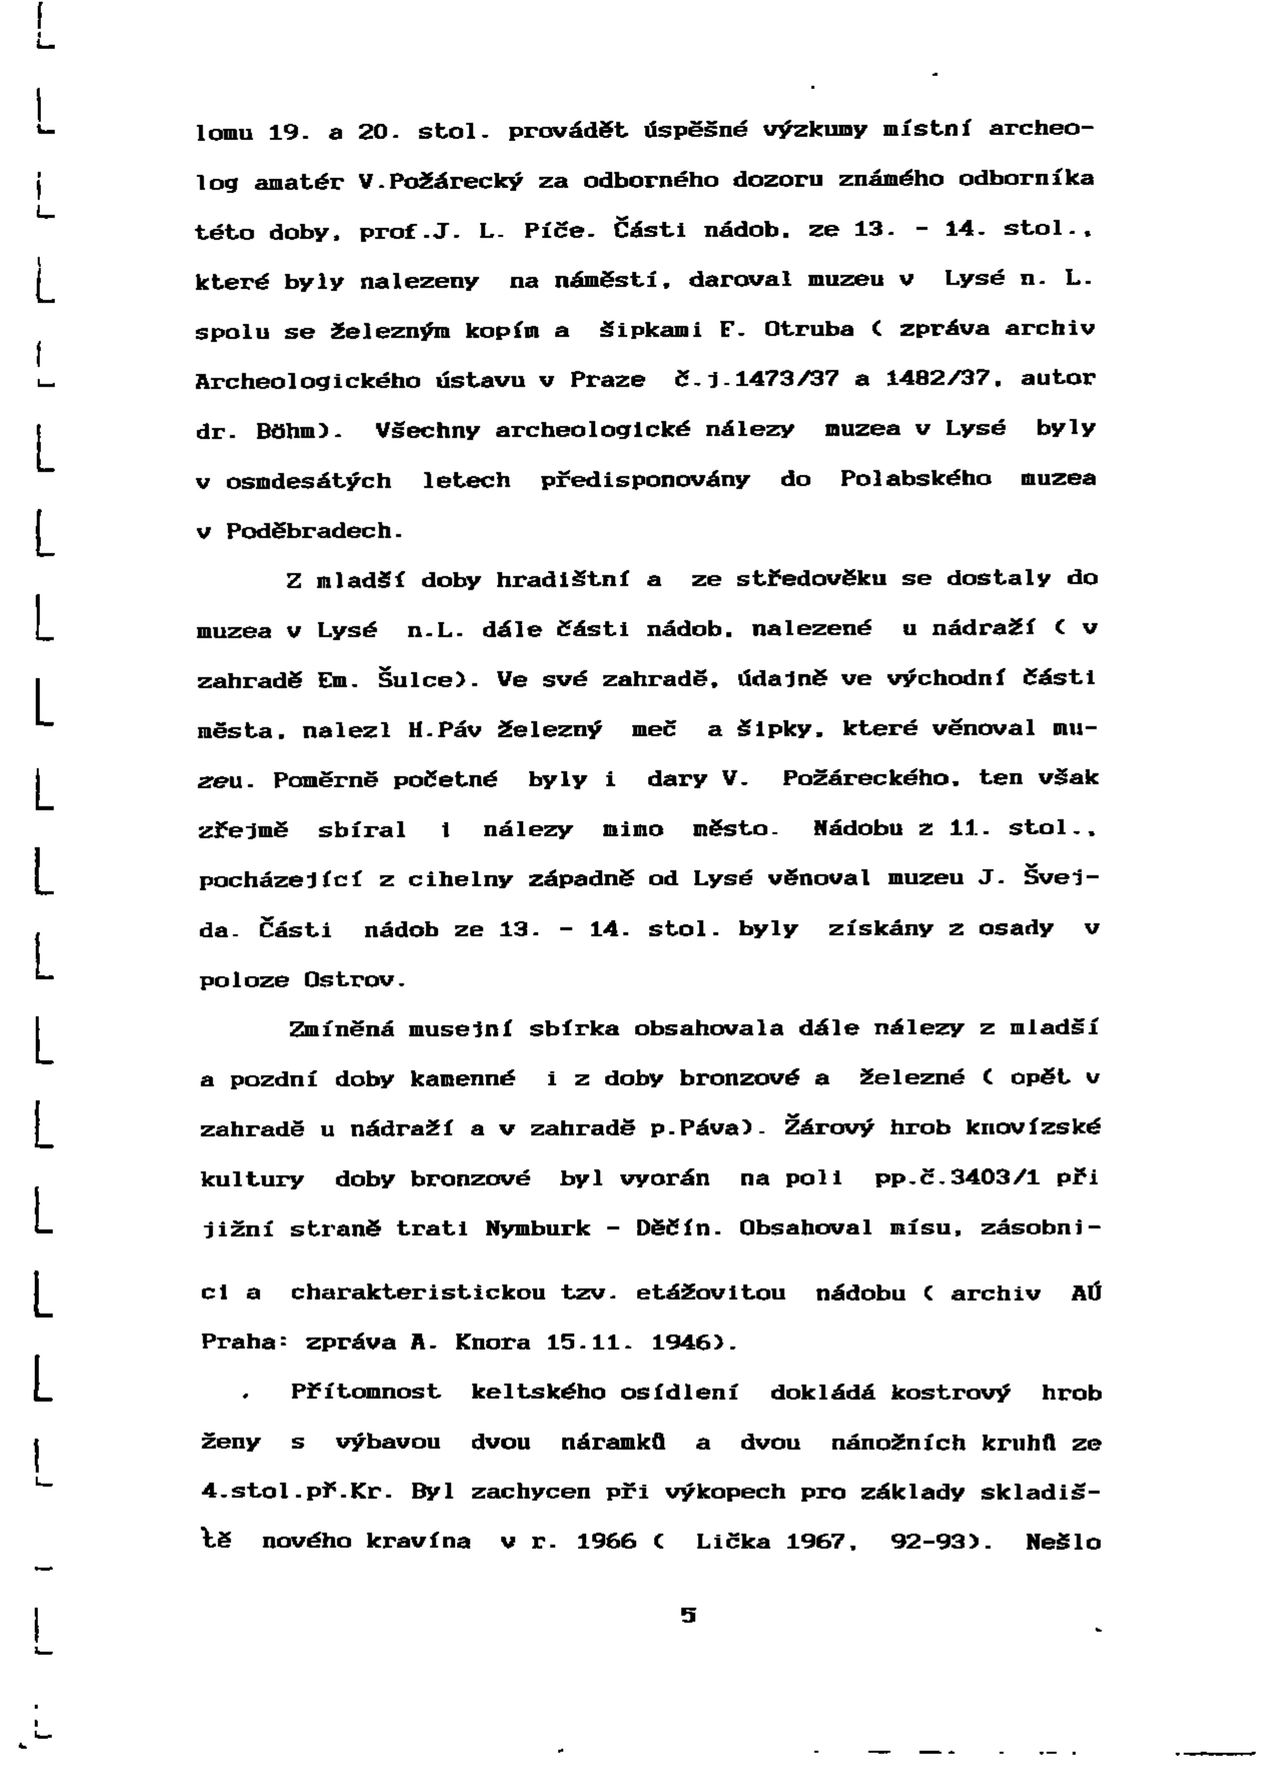 lomu 19. a 20. stol. provádět úspěšné výzkumy místní archeo-
log amatér V.Požárecký za odborného dozoru známého odborníka
této doby, prof.J. L. Píče. Části nádob, ze 13. - 14. stol.,
které byly nalezeny na náměstí, daroval muzeu v Lysé n. L.
spolu se železným kopím a šipkami F. Otruba ( zpráva archiv
Archeologického ústavu v Praze č.j.1473/37 a 1482/37, autor
dr. Böhm). Všechny archeologické nálezy muzea v Lysé byly
v osmdesátých letech předisponovány do Polabského muzea
v Poděbradech.
Z mladší doby hradištní a ze středověku se dostaly do
muzea v Lysé n.L. dále části nádob, nalezené u nádraží ( v
zahradě Em. Šulce). Ve své zahradě, údajně ve východní části
města, nalezl H.Páv železný meč a šipky, které věnoval mu-
zeu. Poměrně početné byly i dary V. Požáreckého, ten však
zřejmě sbíral i nálezy mimo město. Nádobu z 11. stol.,
pocházející z cihelny západně od Lysé věnoval muzeu J. Švej-
da. Části nádob ze 13. - 14. stol. byly získány z osady v
poloze Ostrov.
Zmíněná musejní sbírka obsahovala dále nálezy z mladší
a pozdní doby kamenné i z doby bronzové a železné ( opět v
zahradě u nádraží a v zahradě p.Páva). Žárový hrob knovízské
kultury doby bronzové byl vyorán na poli pp.č.3403/1 při
jižní straně trati Nymburk - Děčín. Obsahoval mísu, zásobni-
ci a charakteristickou tzv. etážovitou nádobu ( archiv AÚ
Praha: zpráva A. Knora 15.11. 1946).
Přítomnost keltského osídlení dokládá kostrový hrob
ženy s výbavou dvou náramků a dvou nánožních kruhů ze
4.stol.př.Kr. Byl zachycen při výkopech pro základy skladiš-
tě nového kravína v r. 1966 ( Lička 1967, 92-93). Nešlo
5